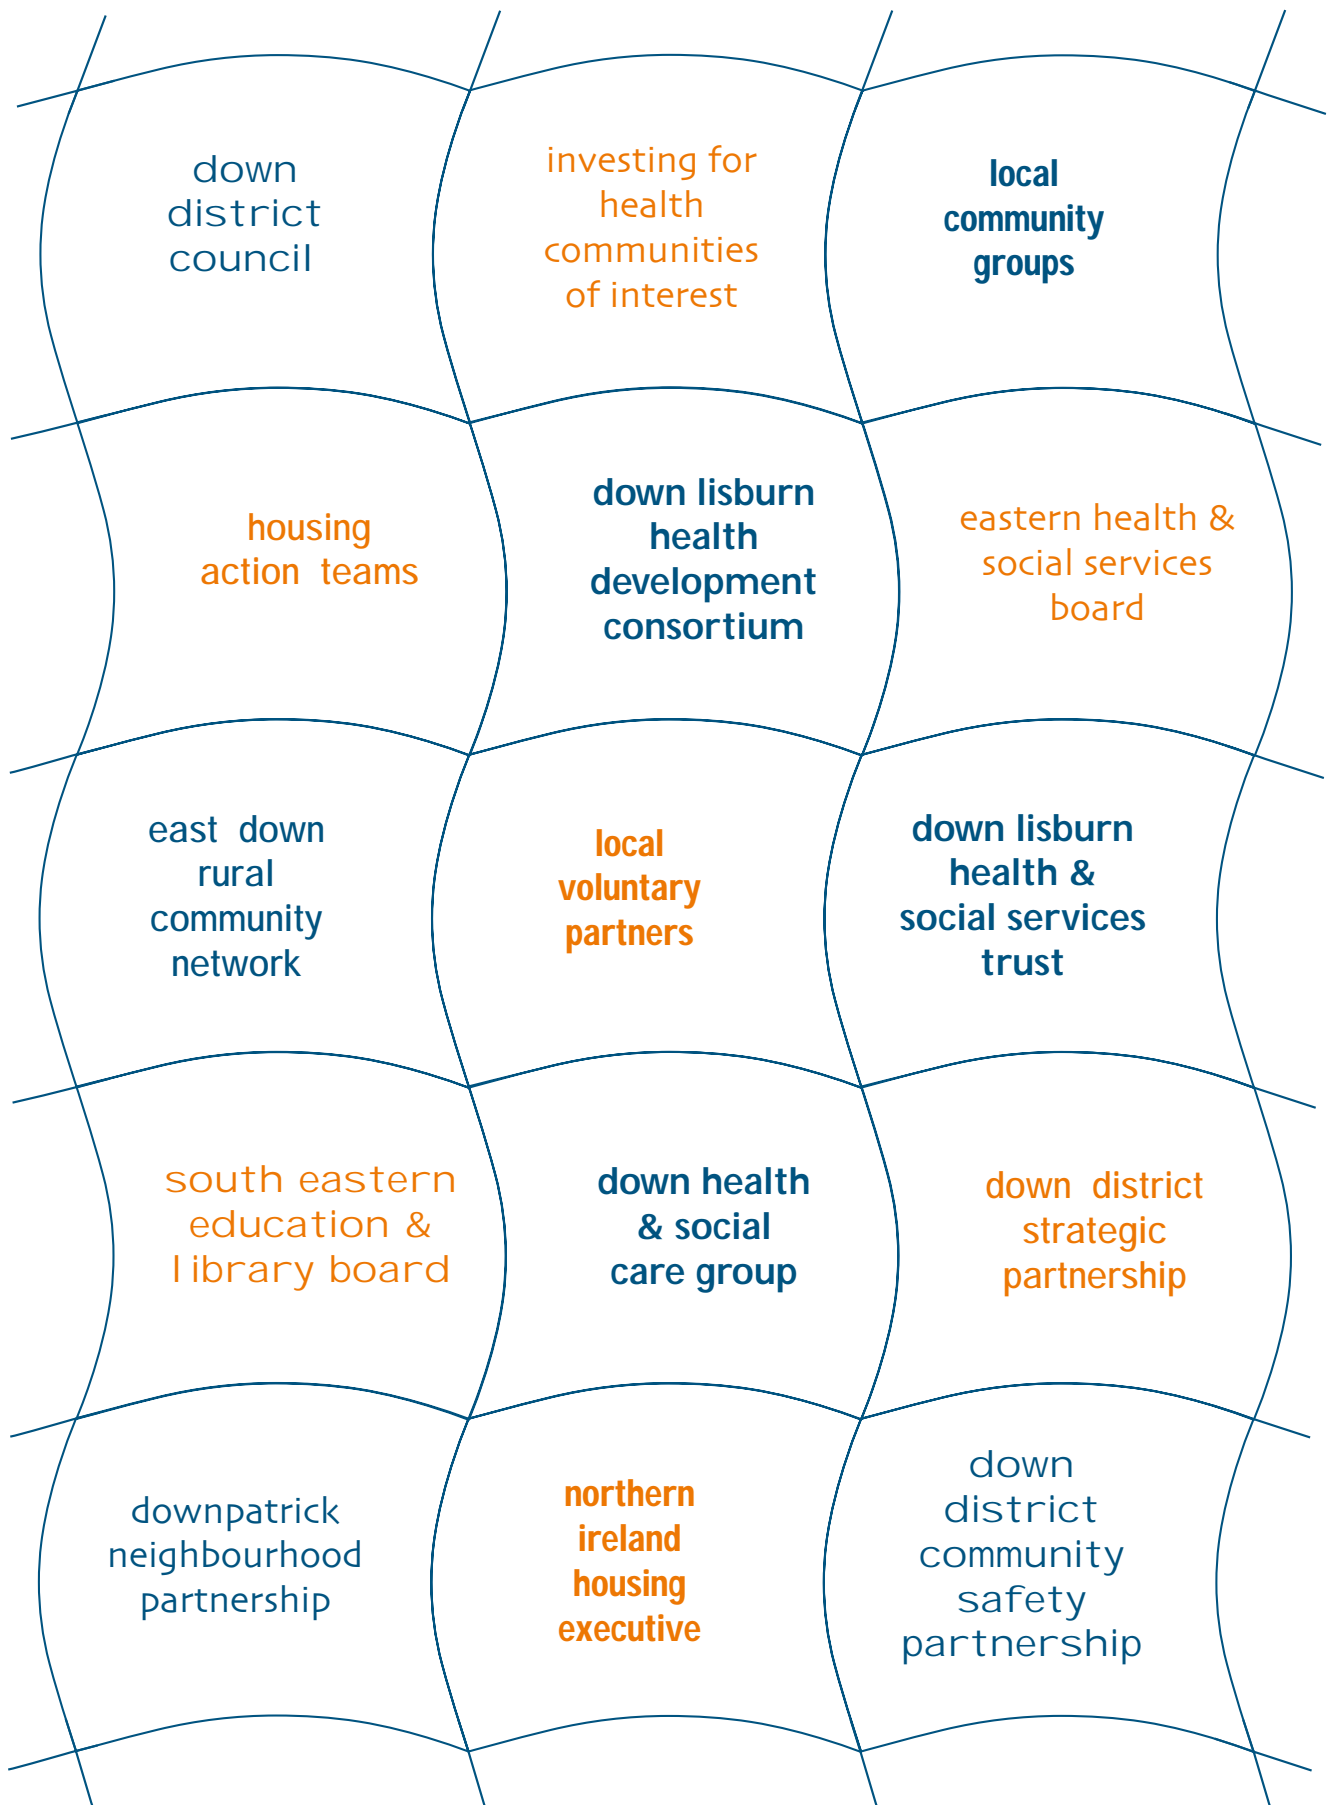 down
district
council
investing for
health
communities
of interest
local
community
groups
housing
action teams
down lisburn
health
development
consortium
eastern health &
social services
board
east down
rural
community
network
local
voluntary
partners
down lisburn
health &
social services
trust
south eastern
education &
library board
down health
& social
care group
down district
strategic
partnership
downpatrick
neighbourhood
partnership
northern
ireland
housing
executive
down
district
community
safety
partnership